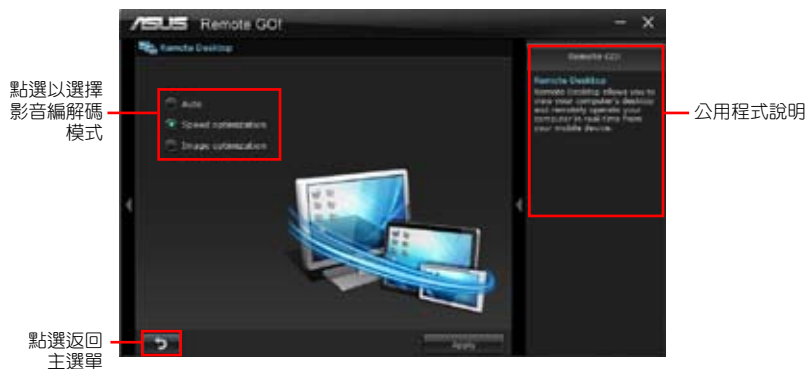 ASUS Remote GO!
Remote Desktop
Auto
Speed optimization
Image optimization
Apply
Remote GO!
Remote Desktop
Remote Desktop allows you to
view your computer's desktop
and remotely operate your
computer in real time from
your mobile device.
點選以選擇
影音編解碼
模式
公用程式說明
點選返回
主選單